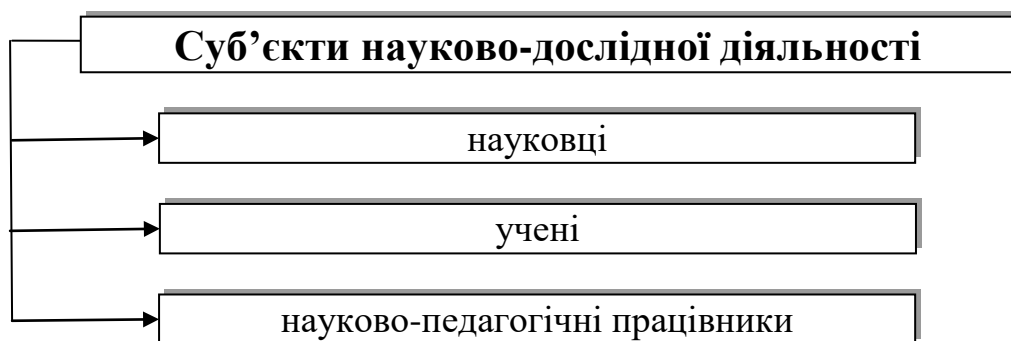 Суб’єкти науково-дослідної діяльності
науковці
учені
науково-педагогічні працівники